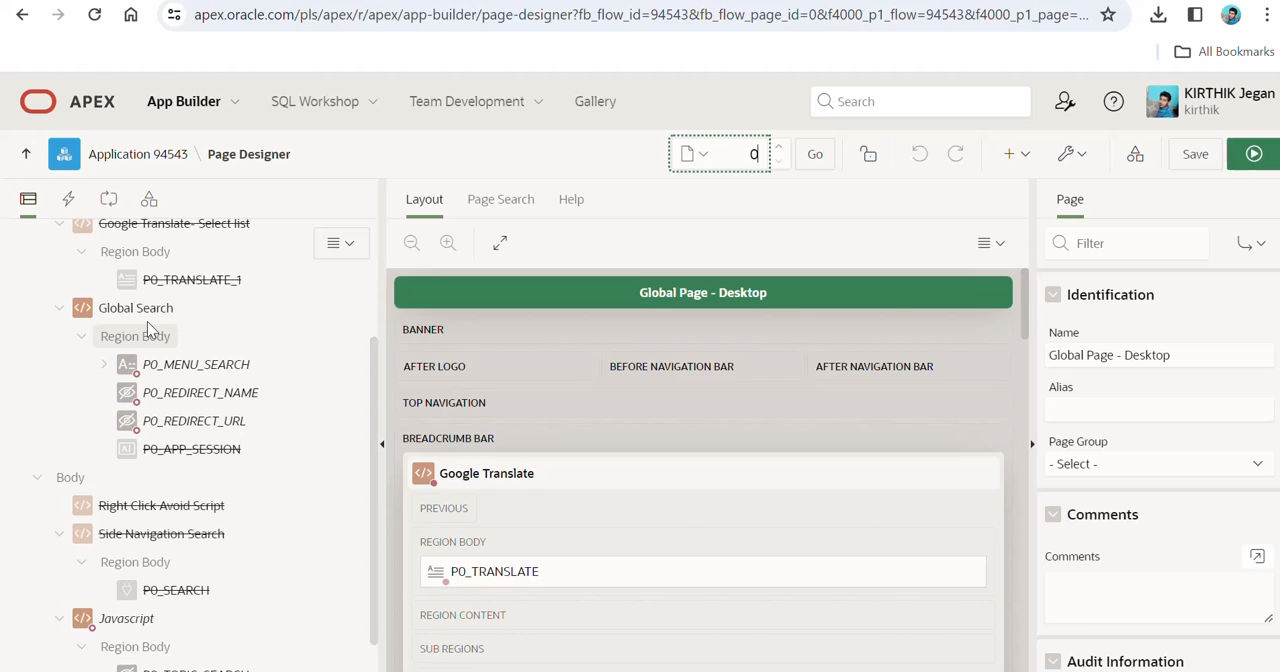 apex.oracle.com/pls/apex/r/apex/app-builder/page-designer?fb_flow_id=94543&fb_flow_page_id=0&f4000_p1_flow=94543&f4000_p1_page=...
All Bookmarks
APEX
App Builder
SQL Workshop
Team Development
Gallery
Search
KIRTHIK Jegan
kirthik
Application 94543 \ Page Designer
0
Go
Save
Layout
Page Search
Help
Page
Filter
Google Translate- Select list
Region Body
P0_TRANSLATE_1
Global Search
Region Body
P0_MENU_SEARCH
P0_REDIRECT_NAME
P0_REDIRECT_URL
P0_APP_SESSION
Body
Right Click Avoid Script
Side Navigation Search
Region Body
P0_SEARCH
Javascript
Region Body
Global Page - Desktop
BANNER
AFTER LOGO
BEFORE NAVIGATION BAR
AFTER NAVIGATION BAR
TOP NAVIGATION
BREADCRUMB BAR
Google Translate
PREVIOUS
REGION BODY
P0_TRANSLATE
REGION CONTENT
SUB REGIONS
Identification
Name
Global Page - Desktop
Alias
Page Group
- Select -
Comments
Comments
Audit Information